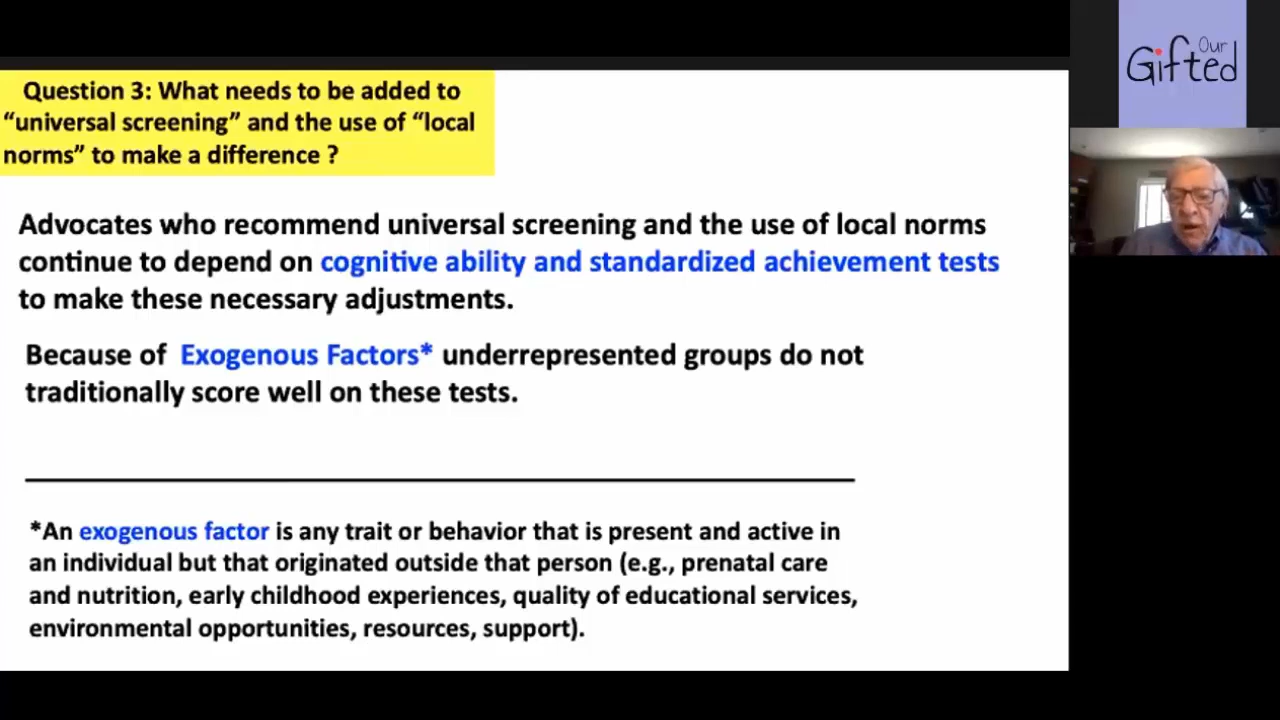 Question 3: What needs to be added to
“universal screening” and the use of “local
norms” to make a difference ?
Advocates who recommend universal screening and the use of local norms
continue to depend on cognitive ability and standardized achievement tests
to make these necessary adjustments.
Because of Exogenous Factors* underrepresented groups do not
traditionally score well on these tests.
*An exogenous factor is any trait or behavior that is present and active in
an individual but that originated outside that person (e.g., prenatal care
and nutrition, early childhood experiences, quality of educational services,
environmental opportunities, resources, support).
Our
Gifted